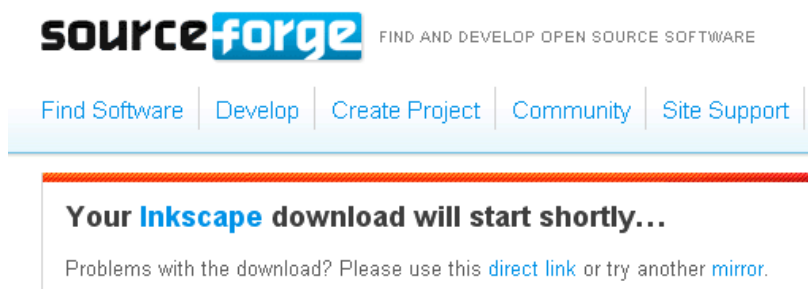 sourceforge FIND AND DEVELOP OPEN SOURCE SOFTWARE
Find Software Develop Create Project Community Site Support
Your Inkscape download will start shortly...
Problems with the download? Please use this direct link or try another mirror.